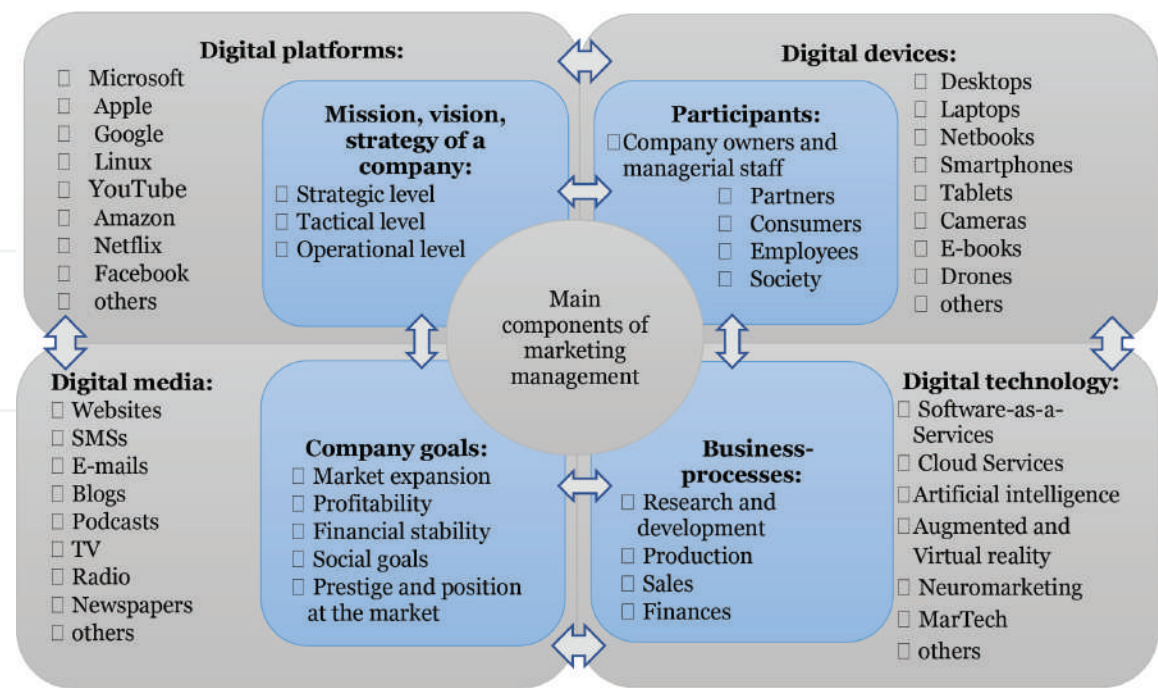 Digital platforms:
☐ Microsoft
☐ Apple
☐ Google
☐ Linux
☐ YouTube
☐ Amazon
☐ Netflix
☐ Facebook
☐ others
Mission, vision,
strategy of a
company:
☐ Strategic level
☐ Tactical level
☐ Operational level
Participants:
☐ Company owners and
managerial staff
☐ Partners
☐ Consumers
☐ Employees
☐ Society
Digital devices:
☐ Desktops
☐ Laptops
☐ Netbooks
☐ Smartphones
☐ Tablets
☐ Cameras
☐ E-books
☐ Drones
☐ others
Main
components of
marketing
management
Digital media:
☐ Websites
☐ SMSs
☐ E-mails
☐ Blogs
☐ Podcasts
☐ TV
☐ Radio
☐ Newspapers
☐ others
Company goals:
☐ Market expansion
☐ Profitability
☐ Financial stability
☐ Social goals
☐ Prestige and position
at the market
Business-
processes:
☐ Research and
development
☐ Production
☐ Sales
☐ Finances
Digital technology:
☐ Software-as-a-
Services
☐ Cloud Services
☐ Artificial intelligence
☐ Augmented and
Virtual reality
☐ Neuromarketing
☐ MarTech
☐ others